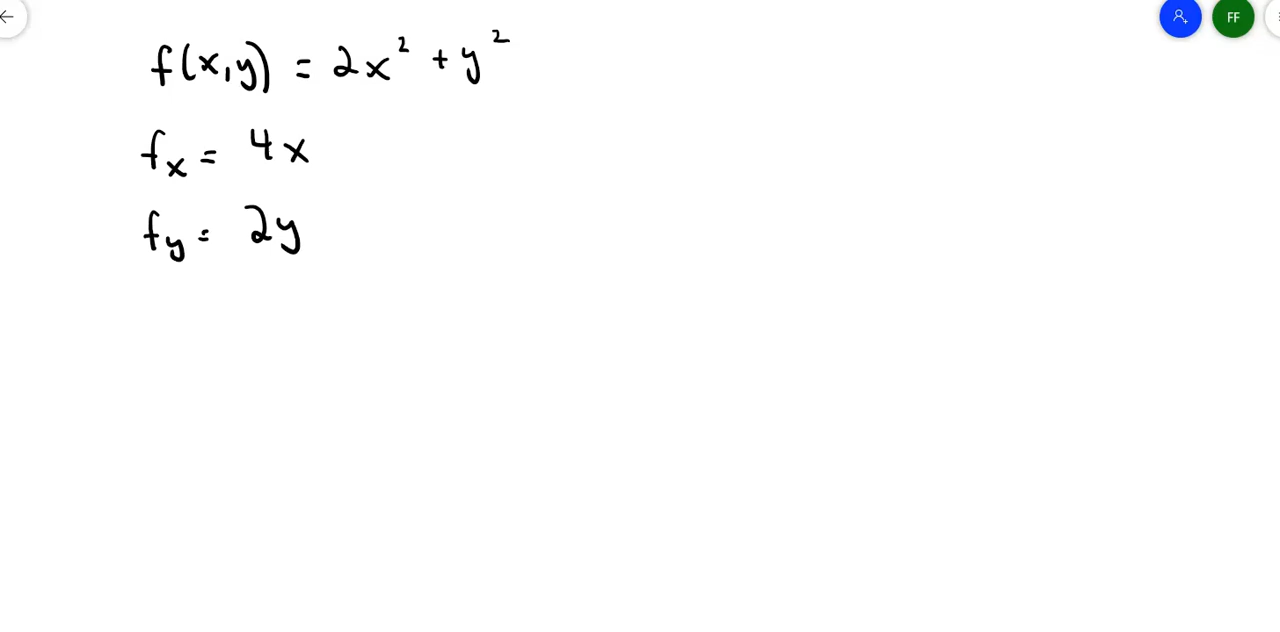 f(x,y) = 2x² + y²
fx = 4x
fy = 2y
FF